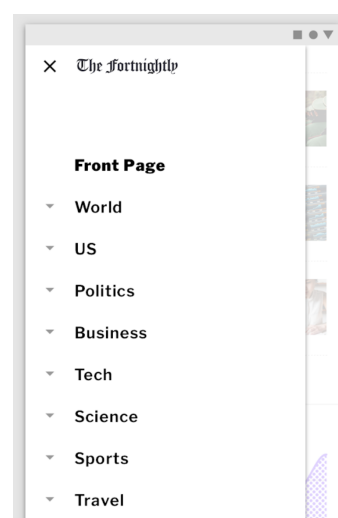 The Fortnightly
Front Page
World
US
Politics
Business
Tech
Science
Sports
Travel